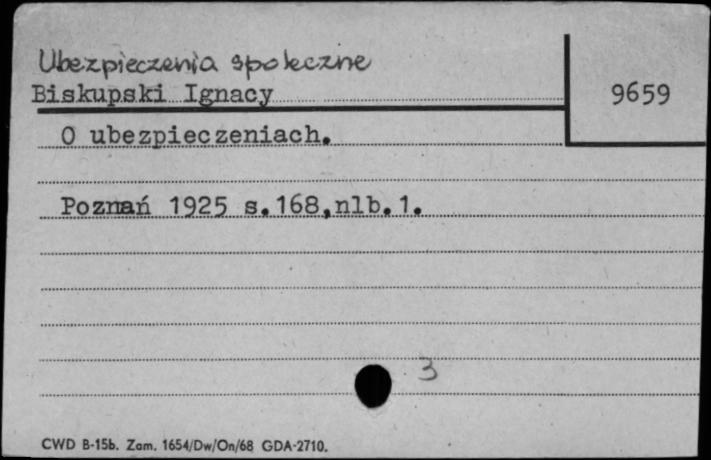 Ubezpieczenia społeczne
Biskupski Ignacy
9659
O ubezpieczeniach.
Poznań 1925 s.168,nlb.1.
3
CWD B-15b. Zam. 1654/Dw/On/68 GDA-2710.